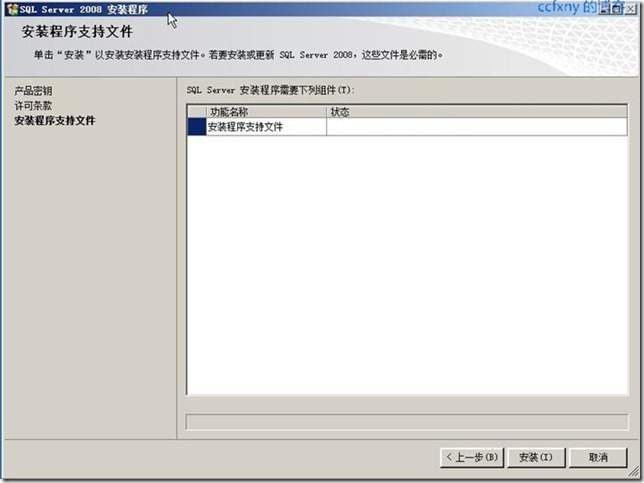 SQL Server 2008 安装程序
ccfxny 的博客
安装程序支持文件
单击“安装”以安装安装程序支持文件。若要安装或更新 SQL Server 2008，这些文件是必需的。
产品密钥
许可条款
安装程序支持文件
SQL Server 安装程序需要下列组件(T):
功能名称 状态
安装程序支持文件
< 上一步(B) 安装(I) 取消